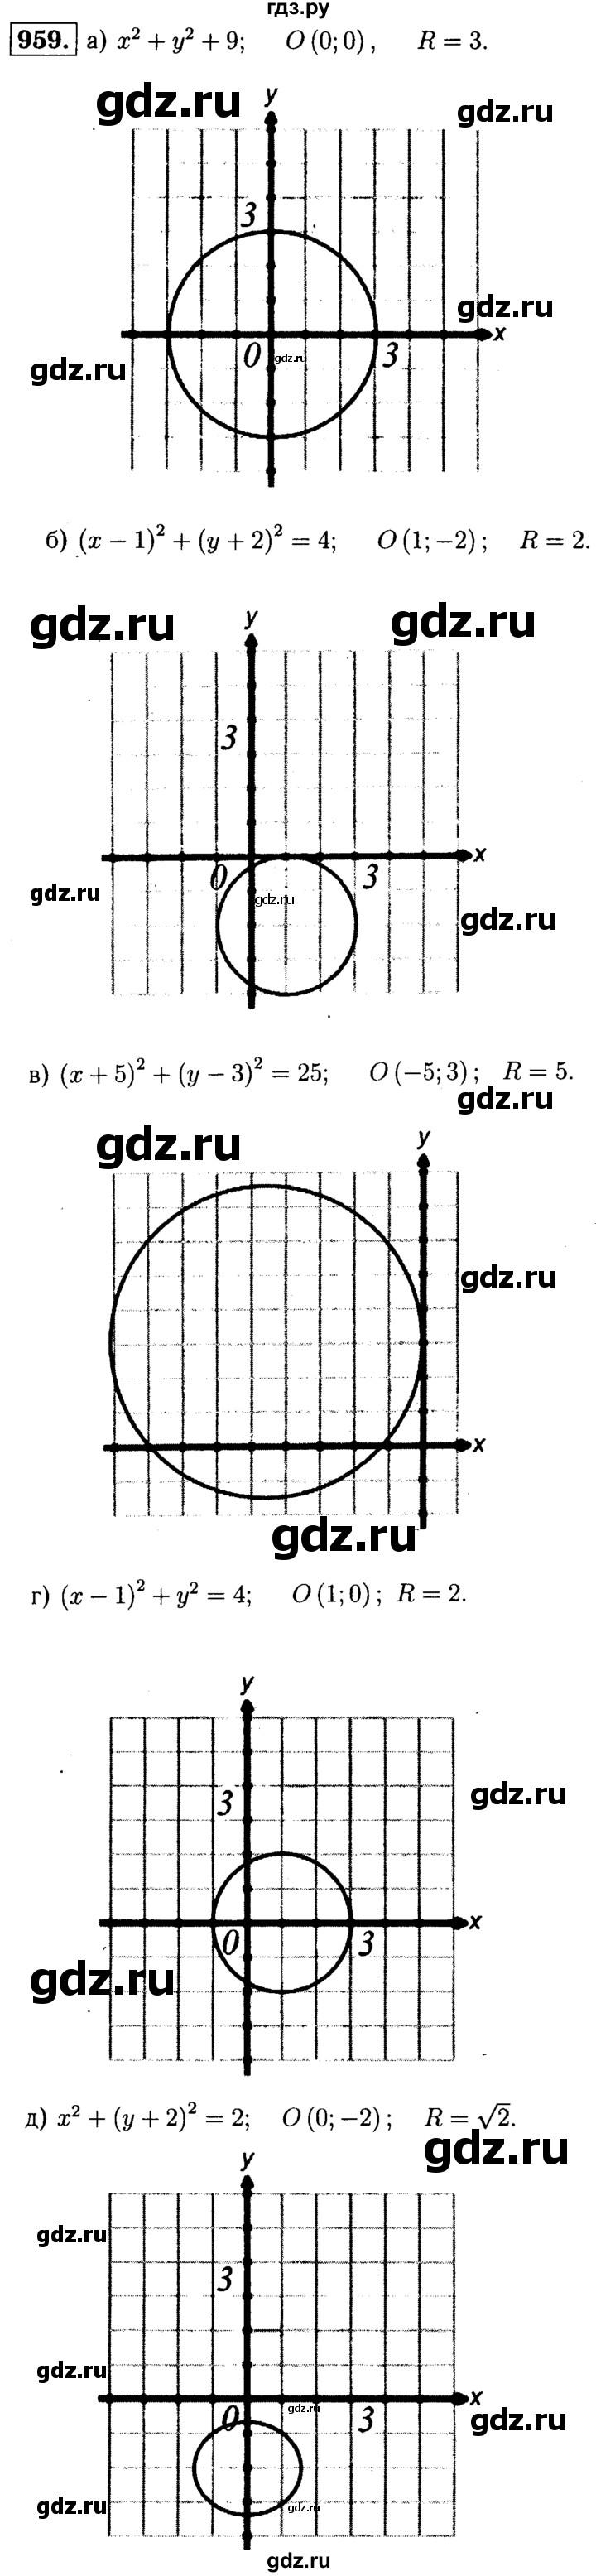 гдз.ру
959. а) x² + y² + 9; O (0; 0), R = 3.
gdz.ru
gdz.ru
y
3
gdz.ru
x
0
gdz.ru
3
gdz.ru
б) (x − 1)² + (y + 2)² = 4; O (1; −2); R = 2.
gdz.ru
gdz.ru
y
3
x
0
3
gdz.ru
gdz.ru
gdz.ru
в) (x + 5)² + (y − 3)² = 25; O (−5; 3); R = 5.
gdz.ru
gdz.ru
y
gdz.ru
x
gdz.ru
г) (x − 1)² + y² = 4; O (1; 0); R = 2.
y
gdz.ru
3
x
0
3
gdz.ru
д) x² + (y + 2)² = 2; O (0; −2); R = √2.
gdz.ru
y
gdz.ru
3
gdz.ru
x
0
gdz.ru
3
gdz.ru
gdz.ru
gdz.ru
gdz.ru